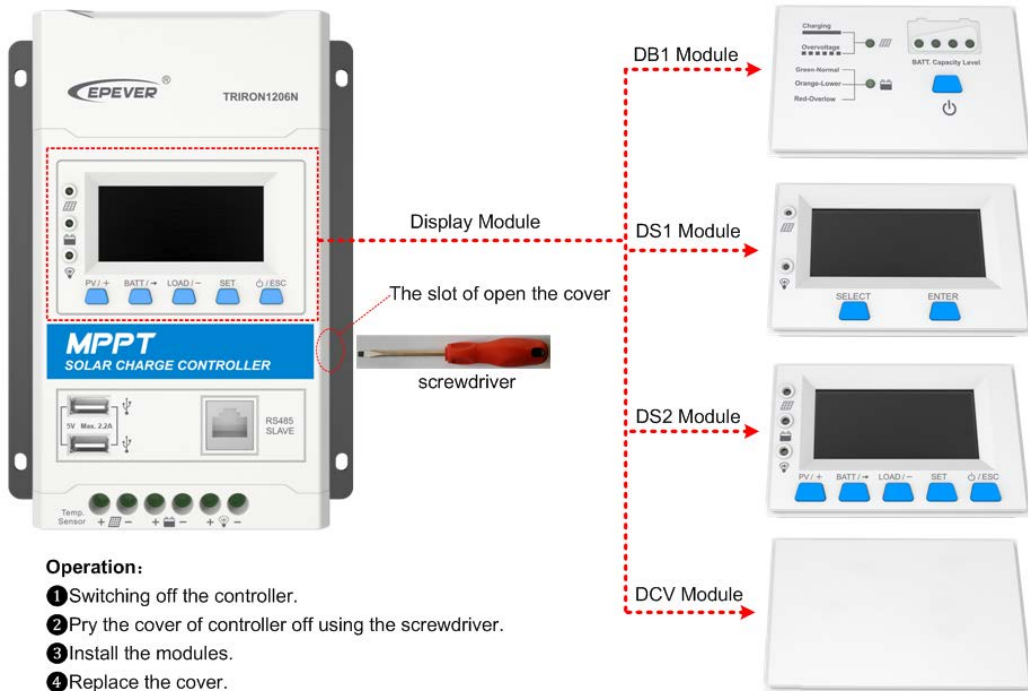 EPEVER®
TRIRON1206N
PV / +
BATT / ➝
LOAD / −
SET
⏻ / ESC
MPPT
SOLAR CHARGE CONTROLLER
5V Max. 2.2A
RS485
SLAVE
Temp.
Sensor
+ −
+ −
+ −
Display Module
The slot of open the cover
screwdriver
DB1 Module
Charging
Overvoltage
Green-Normal
Orange-Lower
Red-Overlow
BATT. Capacity Level
DS1 Module
SELECT
ENTER
DS2 Module
PV / +
BATT / ➝
LOAD / −
SET
⏻ / ESC
DCV Module
Operation:
❶Switching off the controller.
❷Pry the cover of controller off using the screwdriver.
❸Install the modules.
❹Replace the cover.